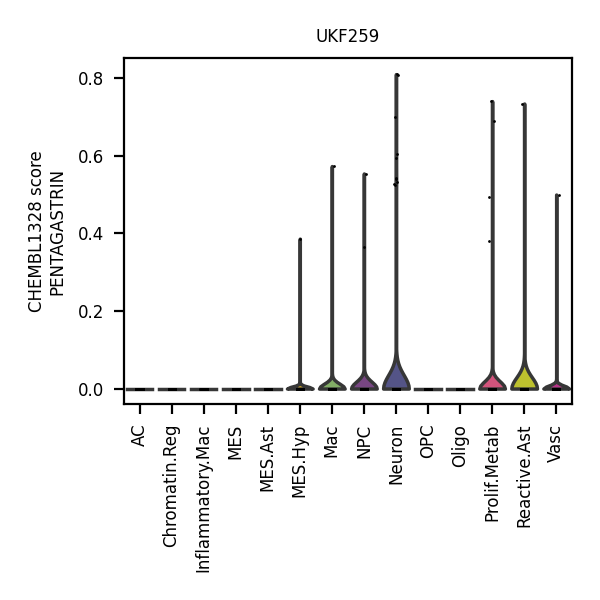 UKF259
CHEMBL1328 score
PENTAGASTRIN
0.8
0.6
0.4
0.2
0.0
AC
Chromatin.Reg
Inflammatory.Mac
MES
MES.Ast
MES.Hyp
Mac
NPC
Neuron
OPC
Oligo
Prolif.Metab
Reactive.Ast
Vasc